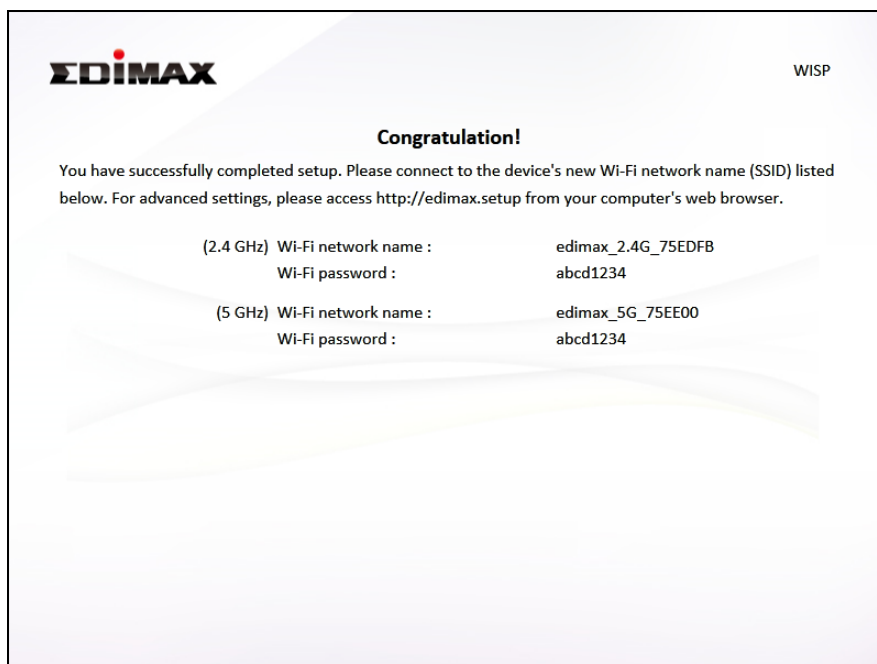 EDIMAX
WISP
Congratulation!
You have successfully completed setup. Please connect to the device's new Wi-Fi network name (SSID) listed
below. For advanced settings, please access http://edimax.setup from your computer's web browser.
(2.4 GHz) Wi-Fi network name : edimax_2.4G_75EDFB
Wi-Fi password : abcd1234
(5 GHz) Wi-Fi network name : edimax_5G_75EE00
Wi-Fi password : abcd1234